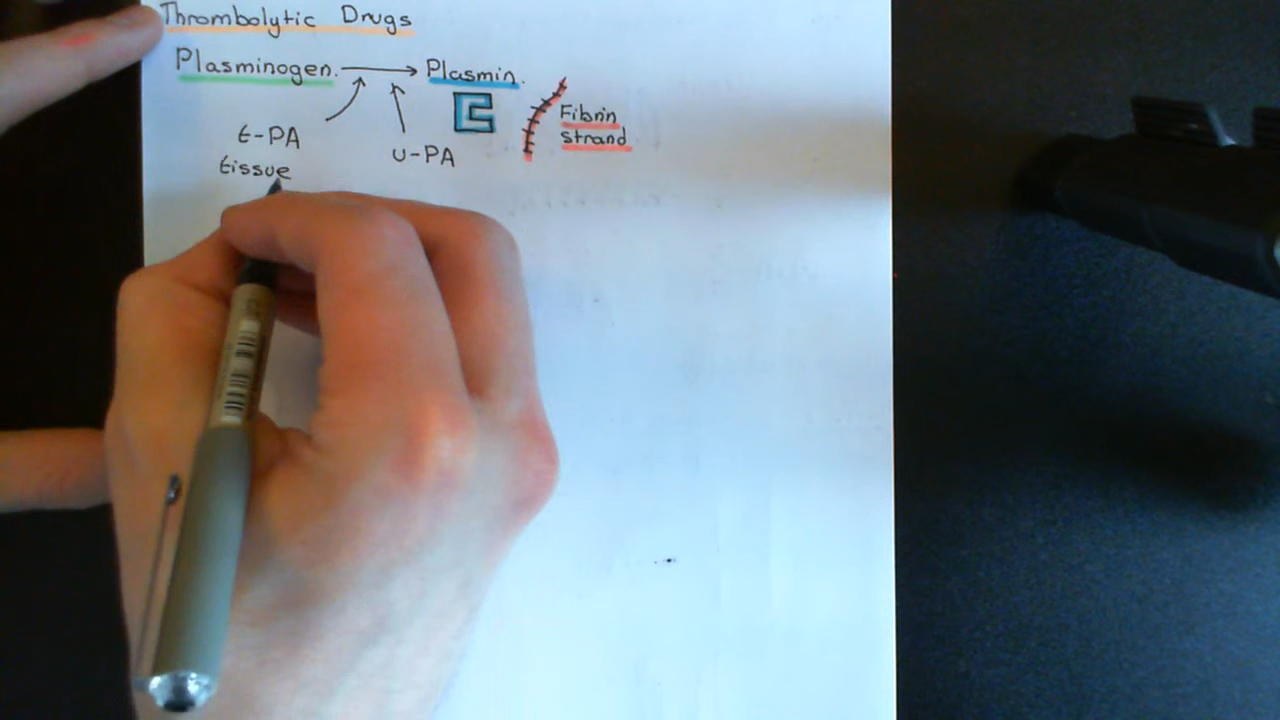 Thrombolytic Drugs
Plasminogen. → Plasmin.
Fibrin
strand
t-PA
u-PA
tissue